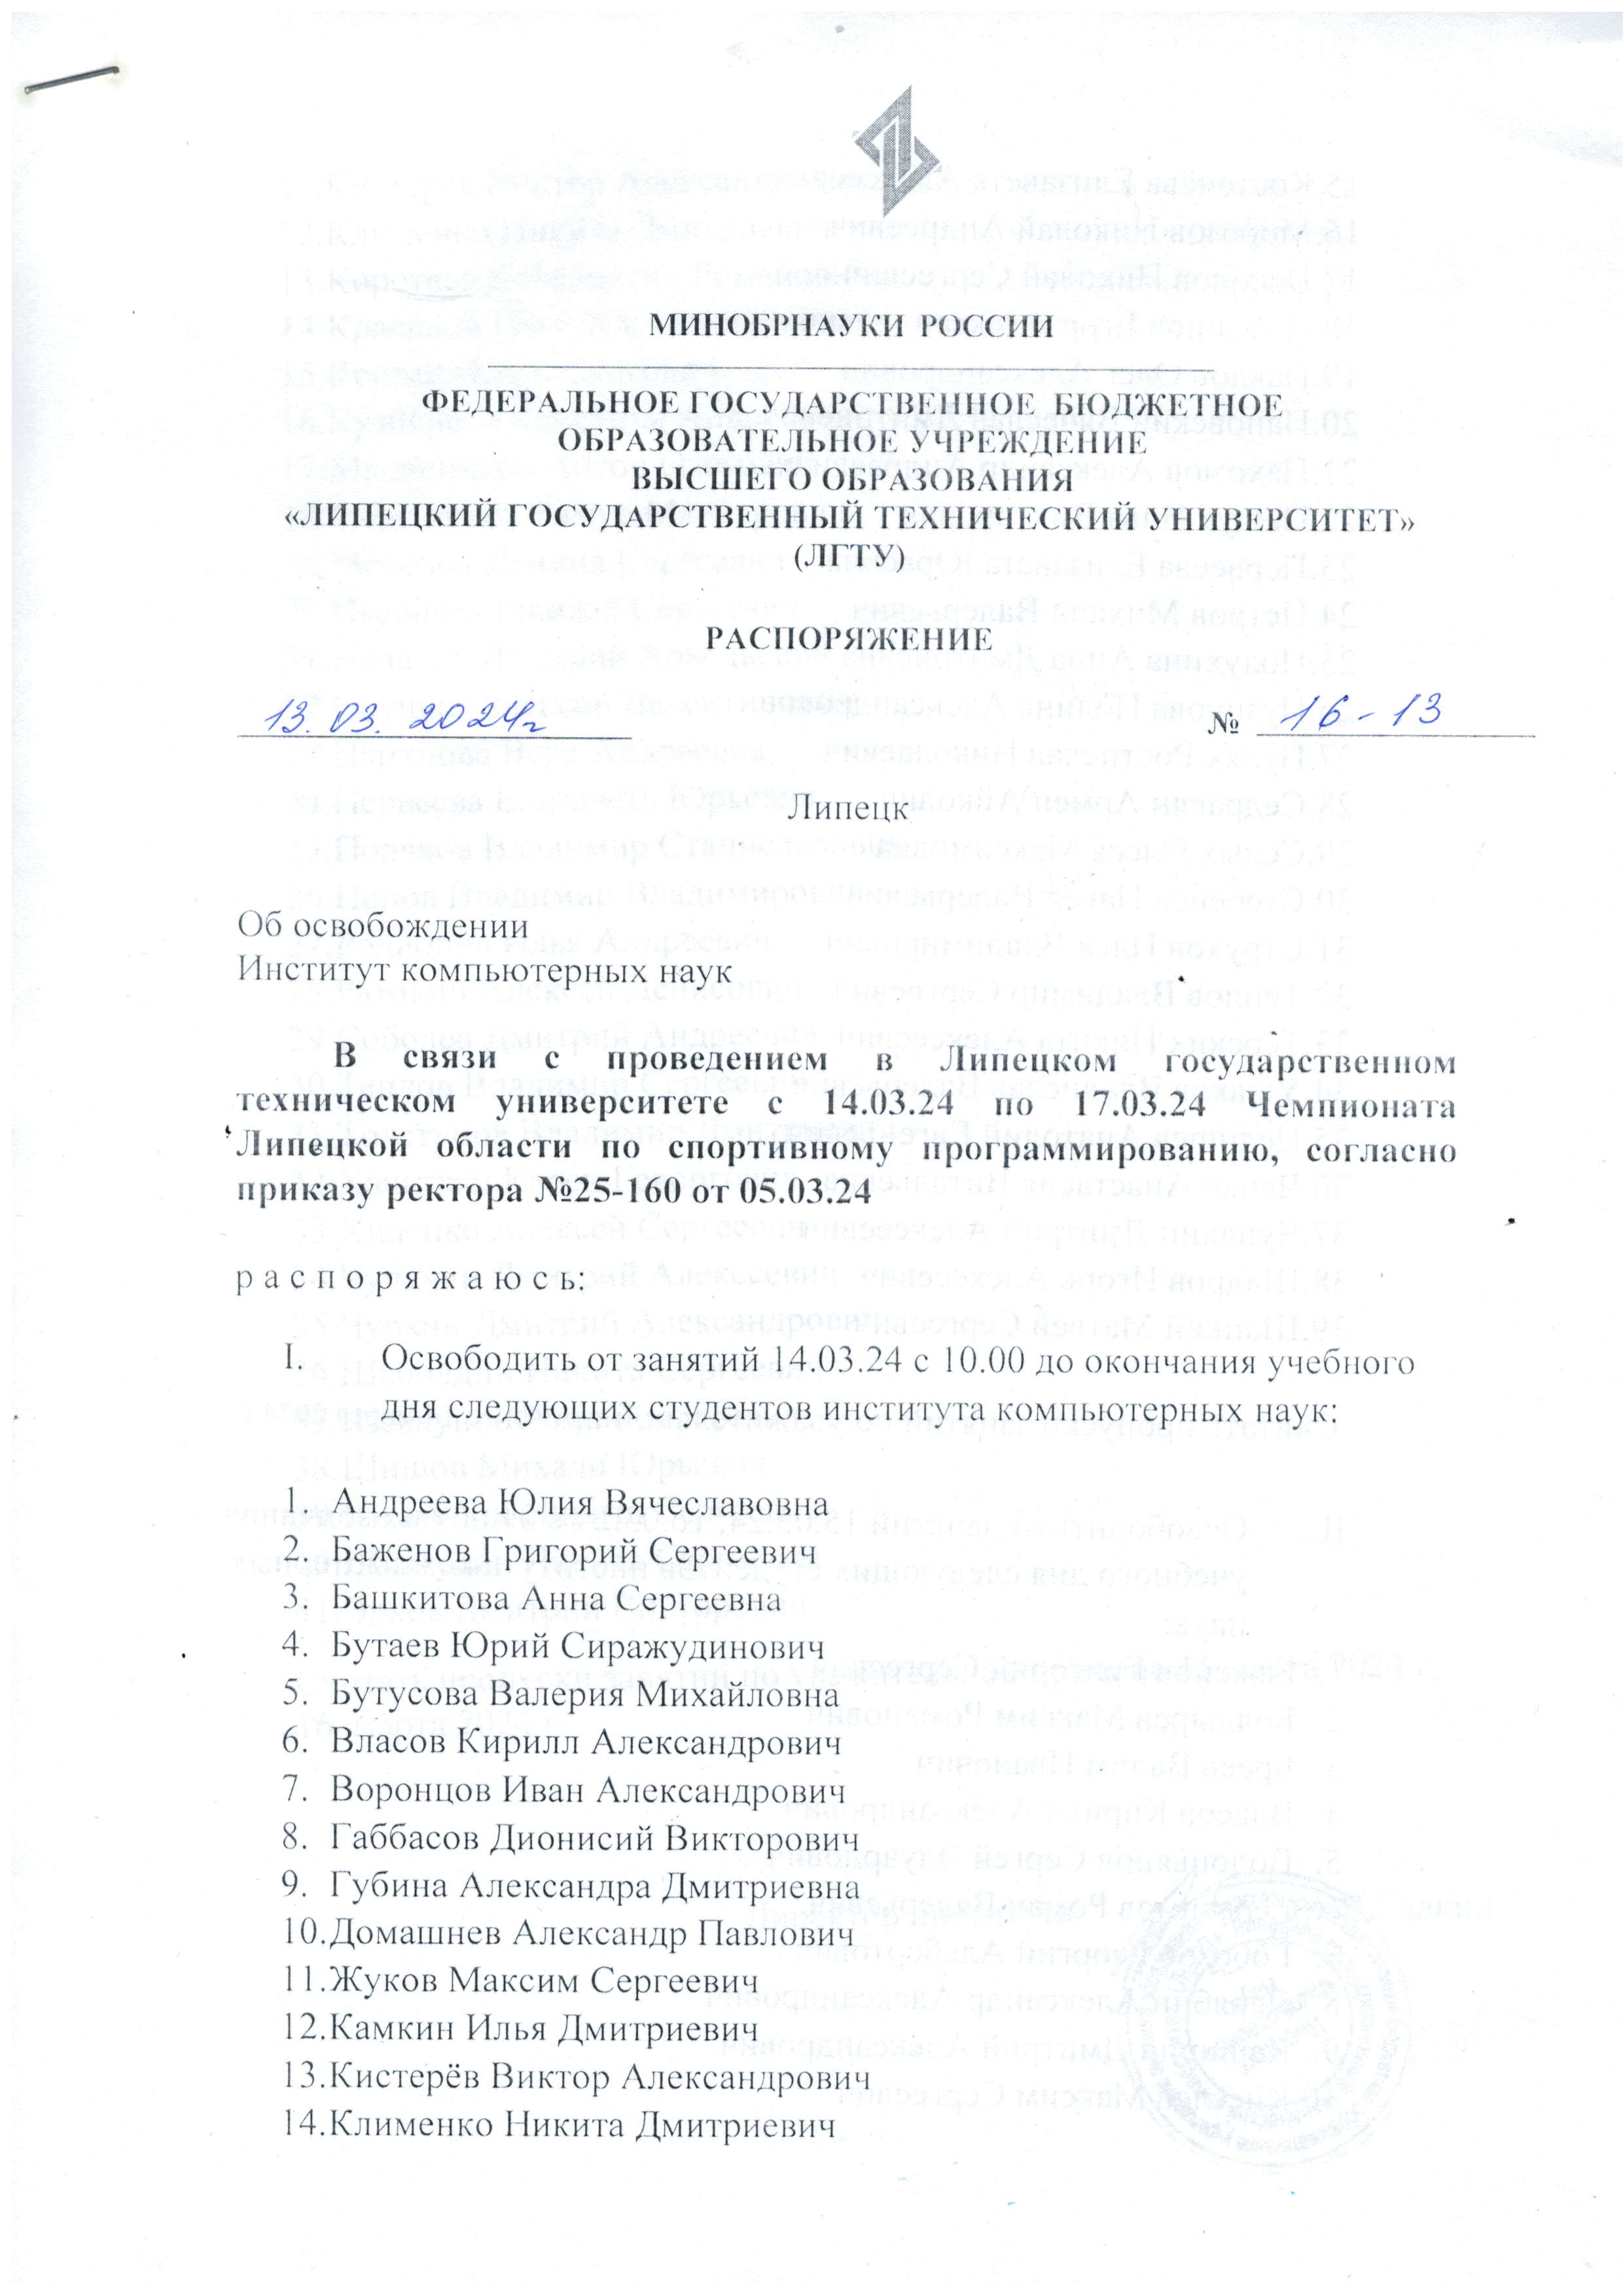 МИНОБРНАУКИ РОССИИ
ФЕДЕРАЛЬНОЕ ГОСУДАРСТВЕННОЕ БЮДЖЕТНОЕ
ОБРАЗОВАТЕЛЬНОЕ УЧРЕЖДЕНИЕ
ВЫСШЕГО ОБРАЗОВАНИЯ
«ЛИПЕЦКИЙ ГОСУДАРСТВЕННЫЙ ТЕХНИЧЕСКИЙ УНИВЕРСИТЕТ»
(ЛГТУ)
РАСПОРЯЖЕНИЕ
13.03.2024г № 16-13
Липецк
Об освобождении
Институт компьютерных наук
В связи с проведением в Липецком государственном
техническом университете с 14.03.24 по 17.03.24 Чемпионата
Липецкой области по спортивному программированию, согласно
приказу ректора №25-160 от 05.03.24
р а с п о р я ж а ю с ь:
I. Освободить от занятий 14.03.24 с 10.00 до окончания учебного
дня следующих студентов института компьютерных наук:
1. Андреева Юлия Вячеславовна
2. Баженов Григорий Сергеевич
3. Башкитова Анна Сергеевна
4. Бутаев Юрий Сиражудинович
5. Бутусова Валерия Михайловна
6. Власов Кирилл Александрович
7. Воронцов Иван Александрович
8. Габбасов Дионисий Викторович
9. Губина Александра Дмитриевна
10.Домашнев Александр Павлович
11.Жуков Максим Сергеевич
12.Камкин Илья Дмитриевич
13.Кистерёв Виктор Александрович
14.Клименко Никита Дмитриевич